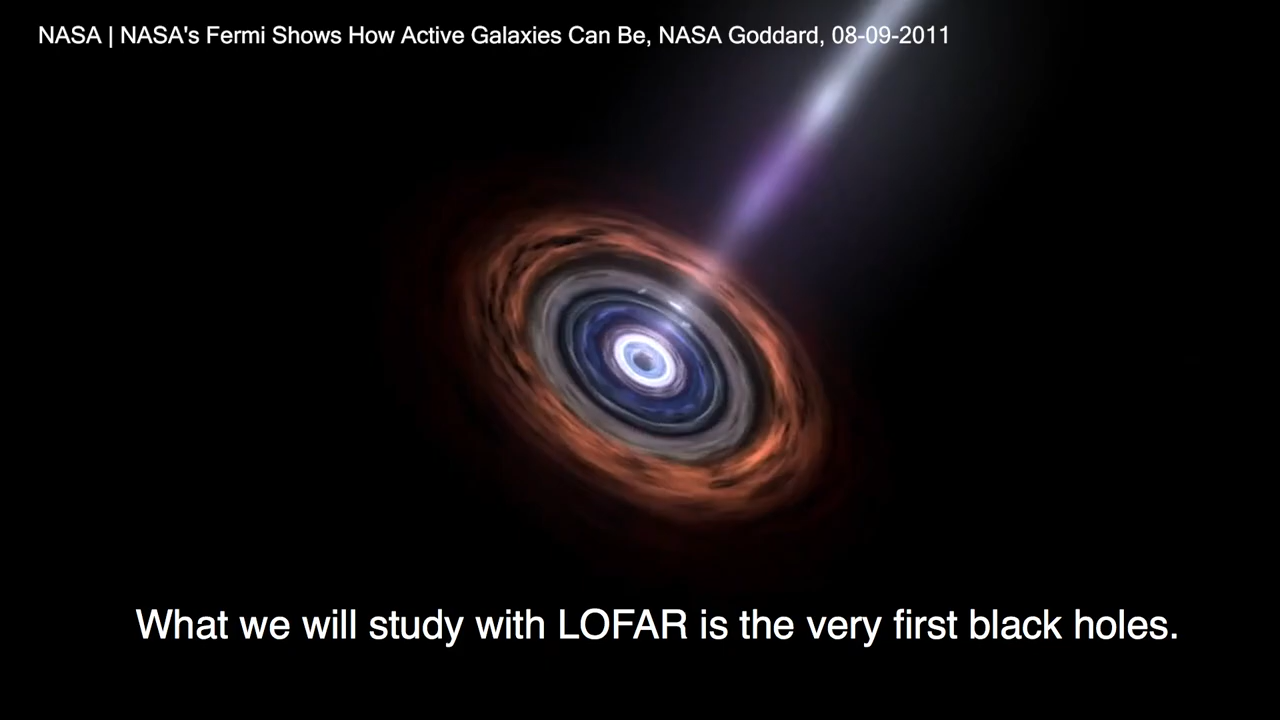 NASA | NASA's Fermi Shows How Active Galaxies Can Be, NASA Goddard, 08-09-2011
What we will study with LOFAR is the very first black holes.